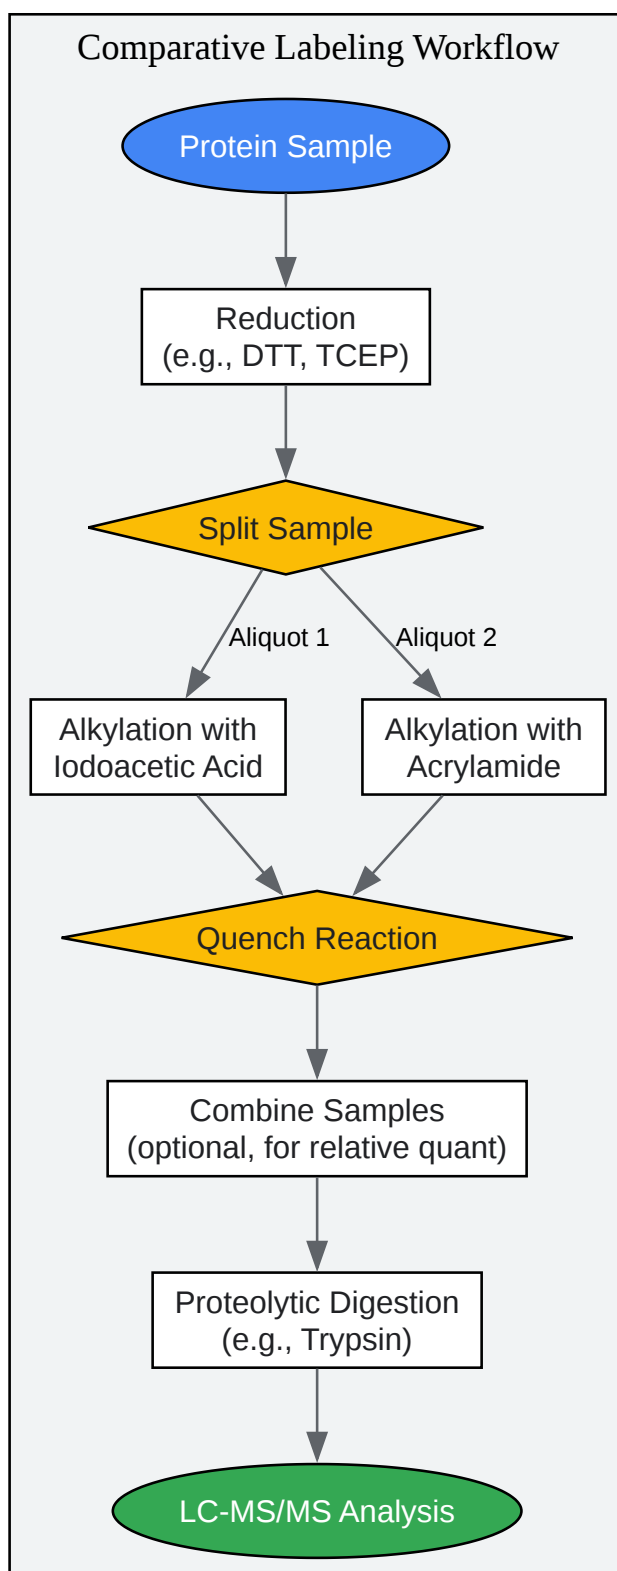 Comparative Labeling Workflow
Protein Sample
Reduction
(e.g., DTT, TCEP)
Split Sample
Aliquot 1
Aliquot 2
Alkylation with
Iodoacetic Acid
Alkylation with
Acrylamide
Quench Reaction
Combine Samples
(optional, for relative quant)
Proteolytic Digestion
(e.g., Trypsin)
LC-MS/MS Analysis